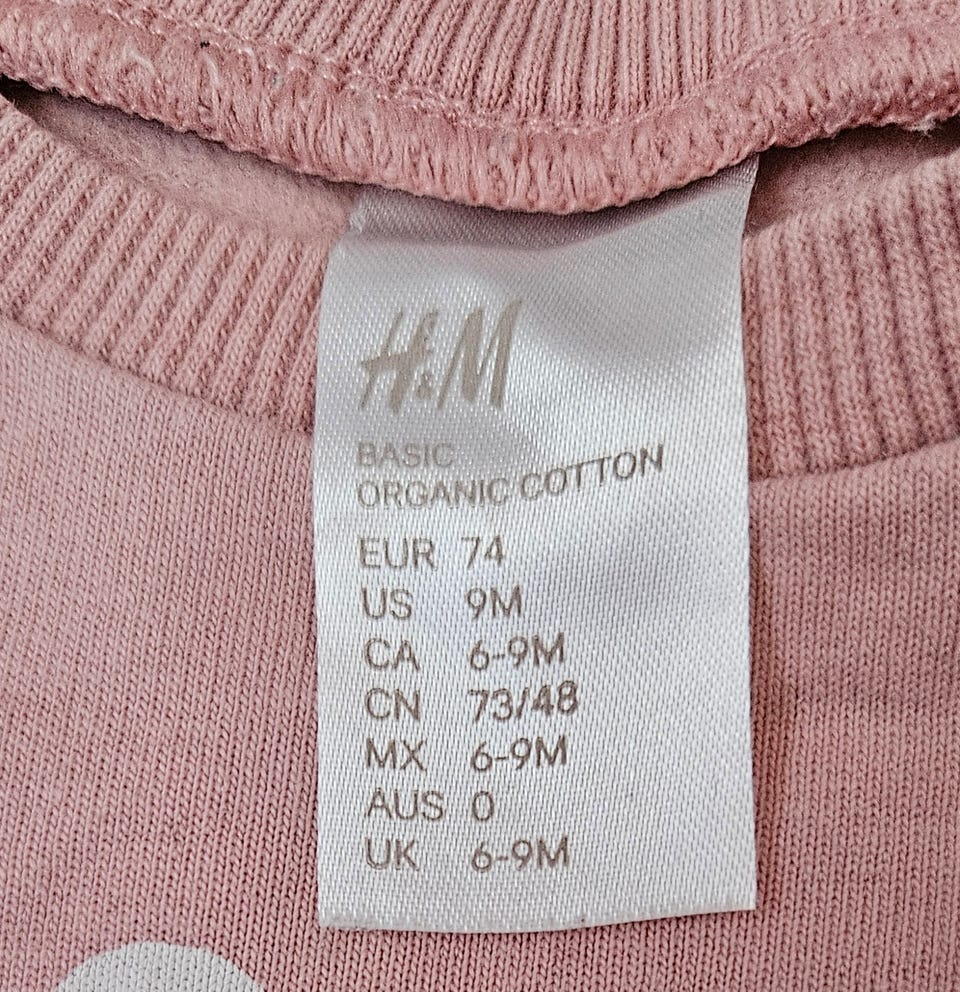 H&M
BASIC
ORGANIC COTTON
EUR 74
US 9M
CA 6-9M
CN 73/48
MX 6-9M
AUS 0
UK 6-9M